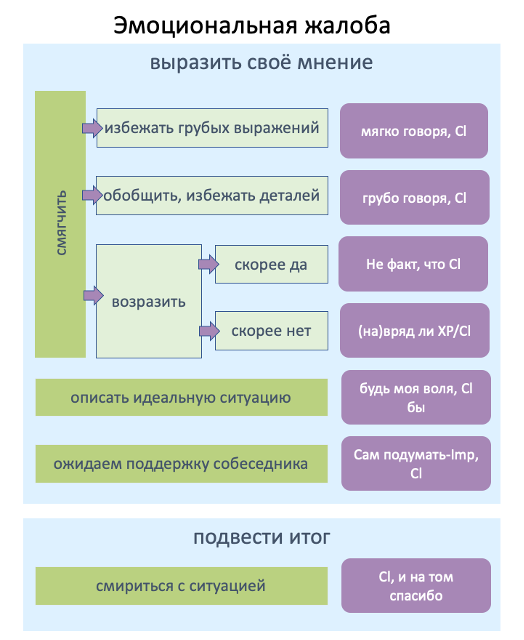 Эмоциональная жалоба
выразить своё мнение
смягчить
избежать грубых выражений
мягко говоря, Cl
обобщить, избежать деталей
грубо говоря, Cl
возразить
скорее да
Не факт, что Cl
скорее нет
(на)вряд ли XP/Cl
описать идеальную ситуацию
будь моя воля, Cl
бы
ожидаем поддержку собеседника
Сам подумать-Imp,
Cl
подвести итог
смириться с ситуацией
Cl, и на том
спасибо